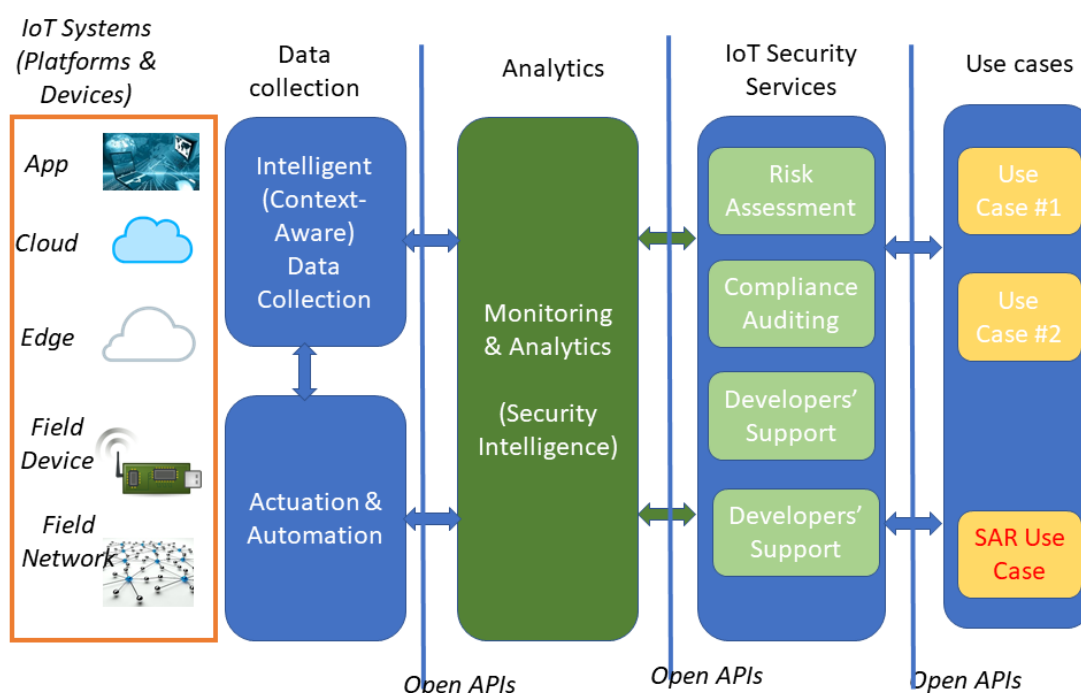 IoT Systems
(Platforms &
Devices)
App
Cloud
Edge
Field
Device
Field
Network
Data
collection
Intelligent
(Context-
Aware)
Data
Collection
Actuation &
Automation
Analytics
Monitoring
& Analytics
(Security
Intelligence)
IoT Security
Services
Risk
Assessment
Compliance
Auditing
Developers’
Support
Developers’
Support
Use cases
Use
Case #1
Use
Case #2
SAR Use
Case
Open APIs
Open APIs
Open APIs